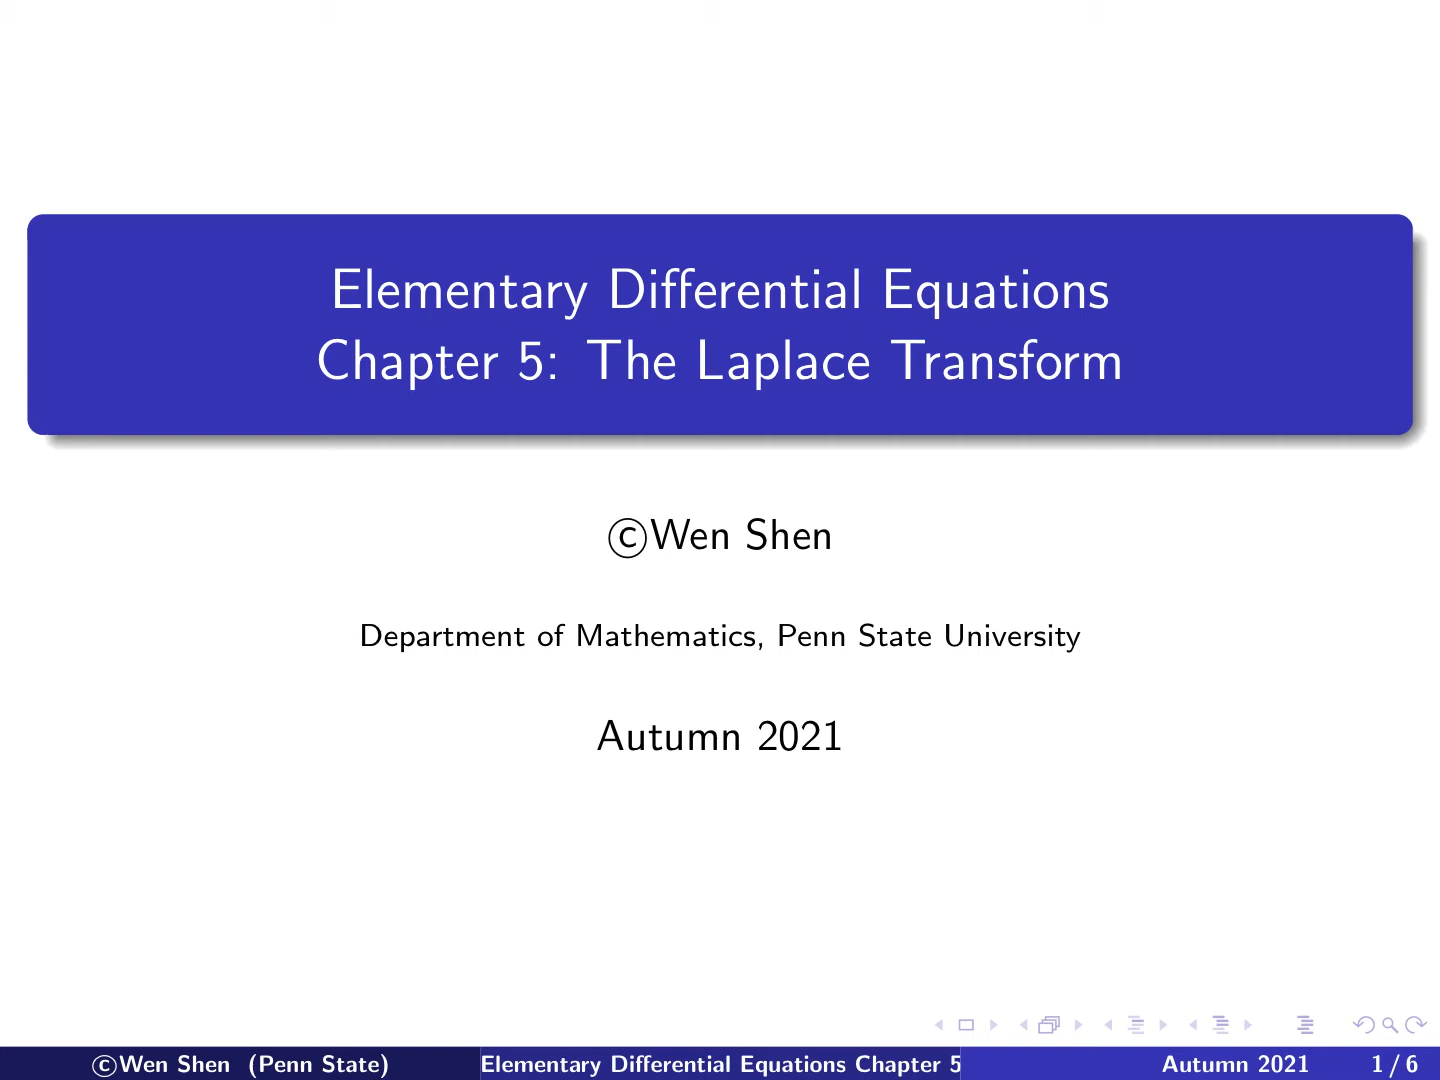 Elementary Differential Equations
Chapter 5: The Laplace Transform
©Wen Shen
Department of Mathematics, Penn State University
Autumn 2021
©Wen Shen (Penn State) Elementary Differential Equations Chapter 5 Autumn 2021 1 / 6